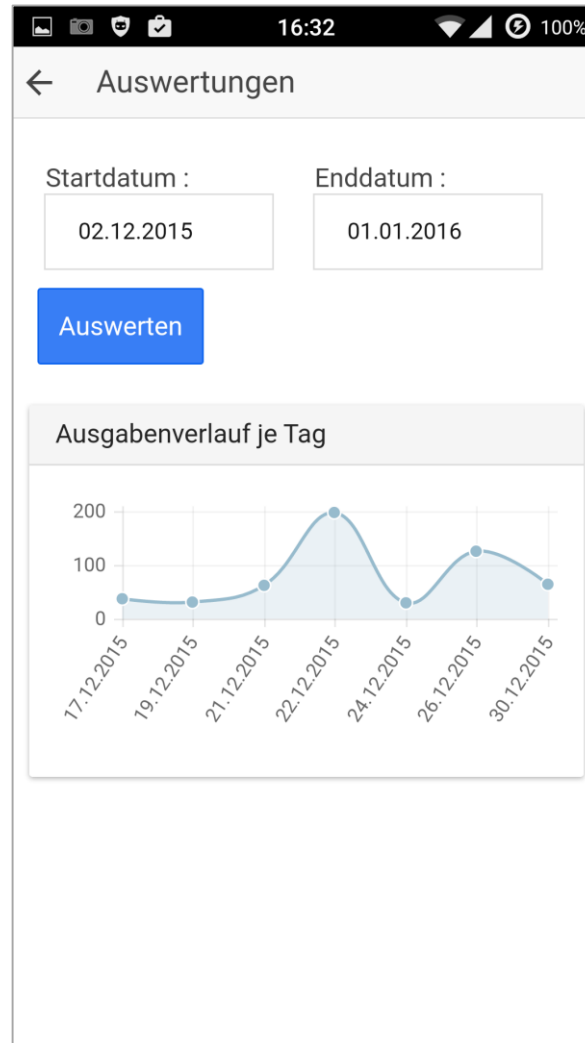 16:32
100%
Auswertungen
Startdatum :
Enddatum :
02.12.2015
01.01.2016
Auswerten
Ausgabenverlauf je Tag
200
100
0
17.12.2015
19.12.2015
21.12.2015
22.12.2015
24.12.2015
26.12.2015
30.12.2015